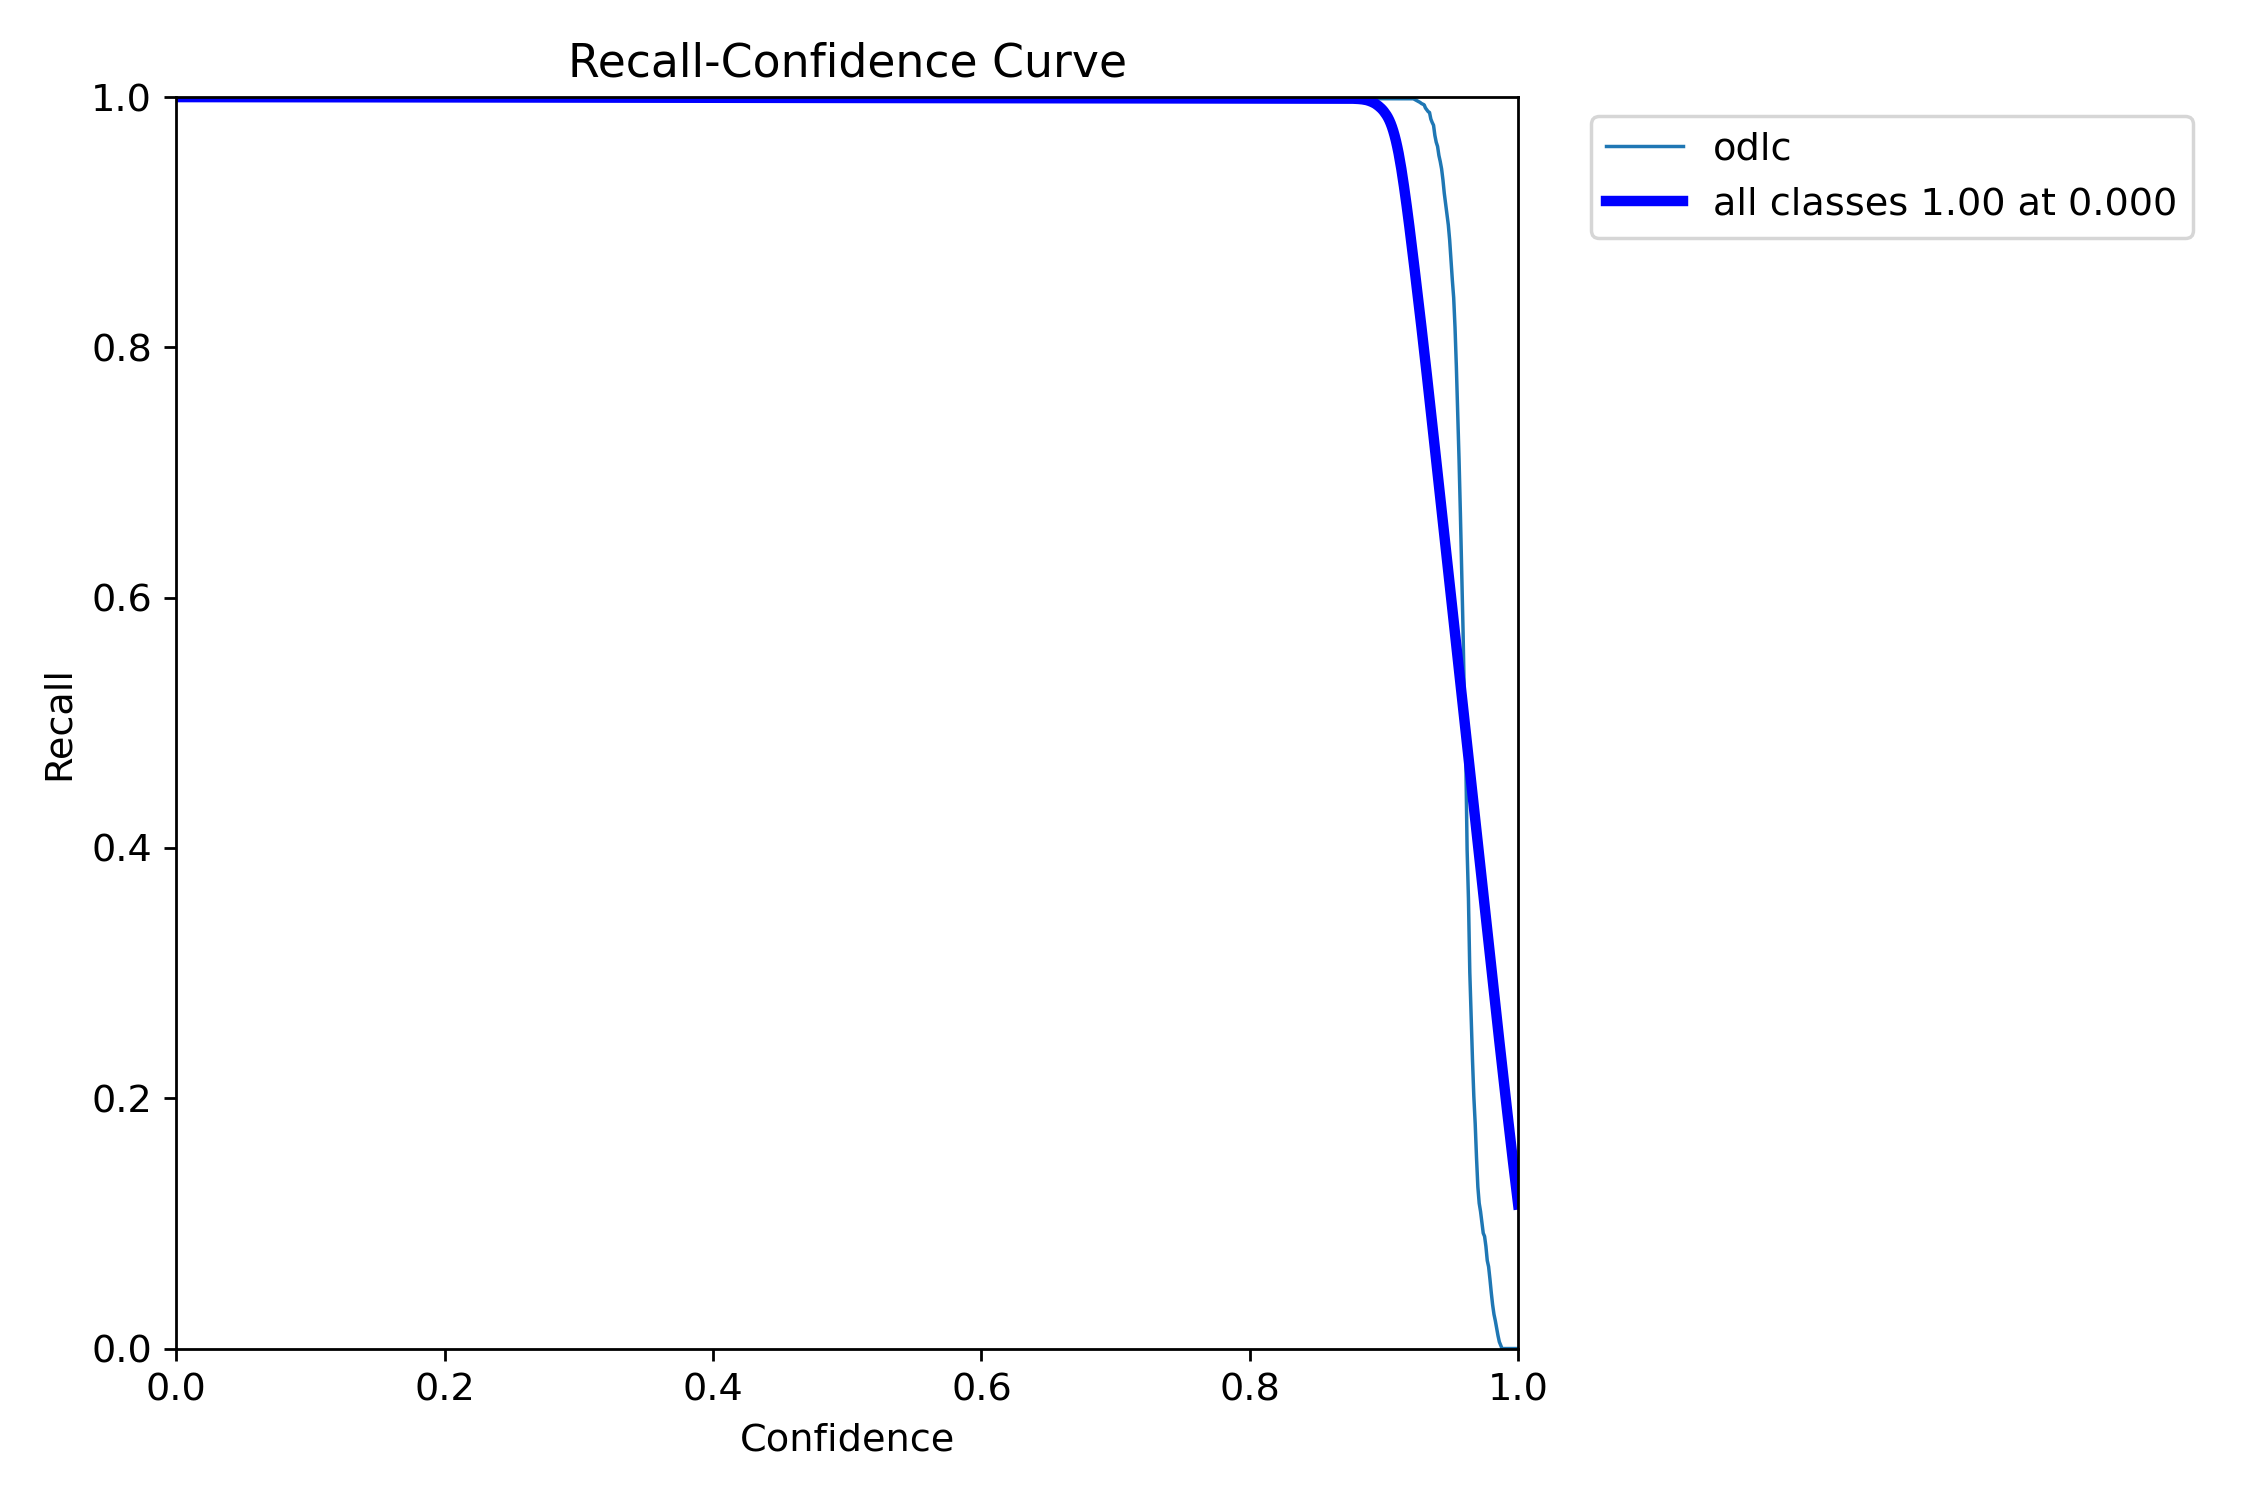 Recall-Confidence Curve
1.0
0.8
0.6
0.4
0.2
0.0
Recall
0.0 0.2 0.4 0.6 0.8 1.0
Confidence
odlc
all classes 1.00 at 0.000